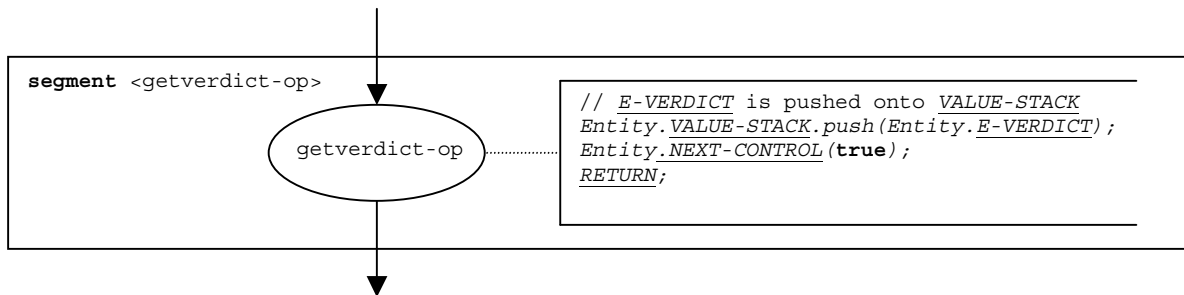 segment <getverdict-op>
getverdict-op
// E-VERDICT is pushed onto VALUE-STACK
Entity.VALUE-STACK.push(Entity.E-VERDICT);
Entity.NEXT-CONTROL(true);
RETURN;